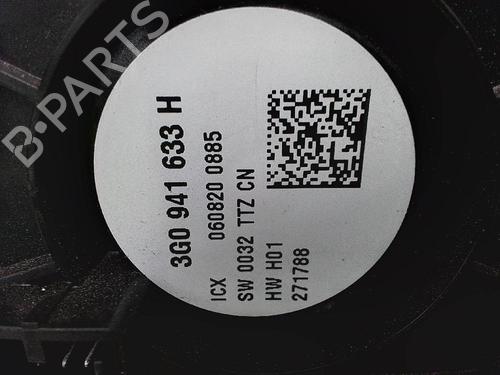 3G0 941 633 H
ICX 060820 0885
SW 0032 TTZ CN
HW H01
271788
B-PARTS